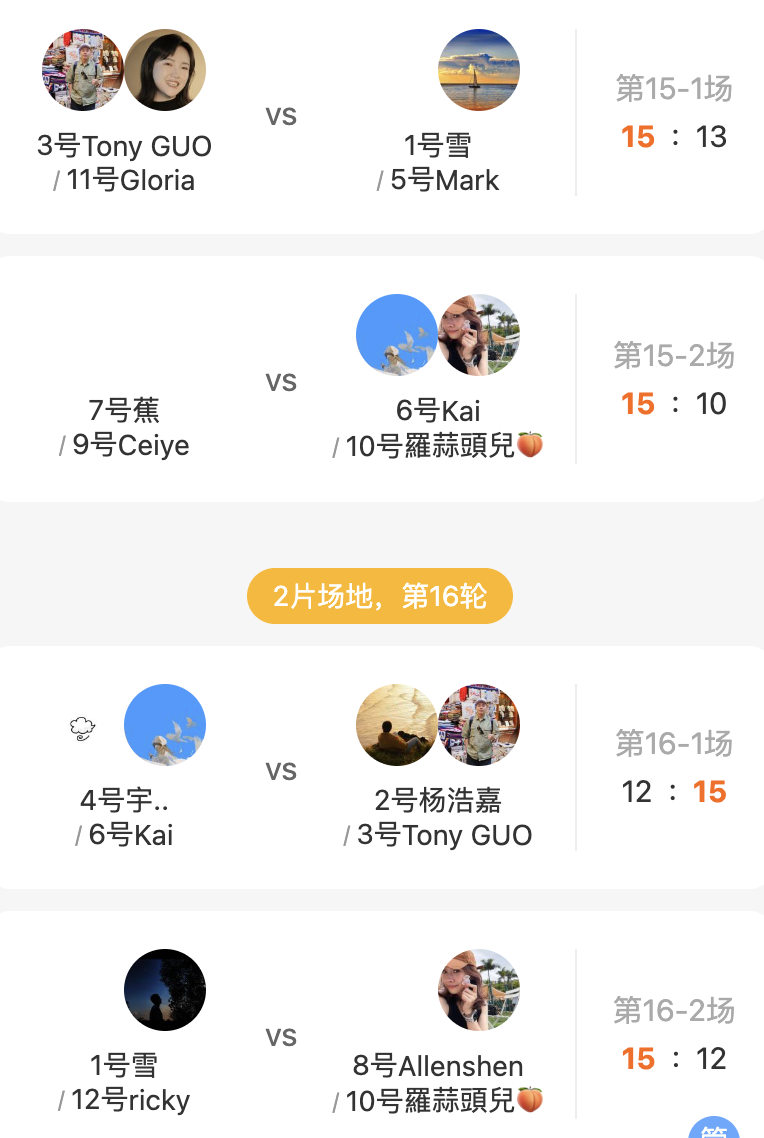 第15-1场
3号Tony GUO
/ 11号Gloria
VS
1号雪
/ 5号Mark
15 : 13
第15-2场
7号蕉
/ 9号Ceiye
VS
6号Kai
/ 10号羅蒜頭兒🍑
15 : 10
2片场地，第16轮
第16-1场
4号宇..
/ 6号Kai
VS
2号杨浩嘉
/ 3号Tony GUO
12 : 15
第16-2场
1号雪
/ 12号ricky
VS
8号Allenshen
/ 10号羅蒜頭兒🍑
15 : 12